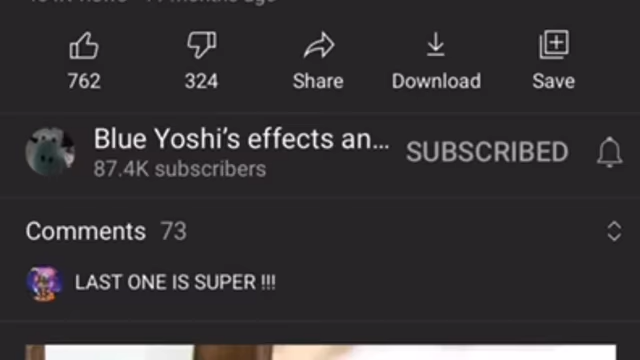 762 324 Share Download Save
Blue Yoshi's effects an... SUBSCRIBED
87.4K subscribers
Comments 73
LAST ONE IS SUPER !!!